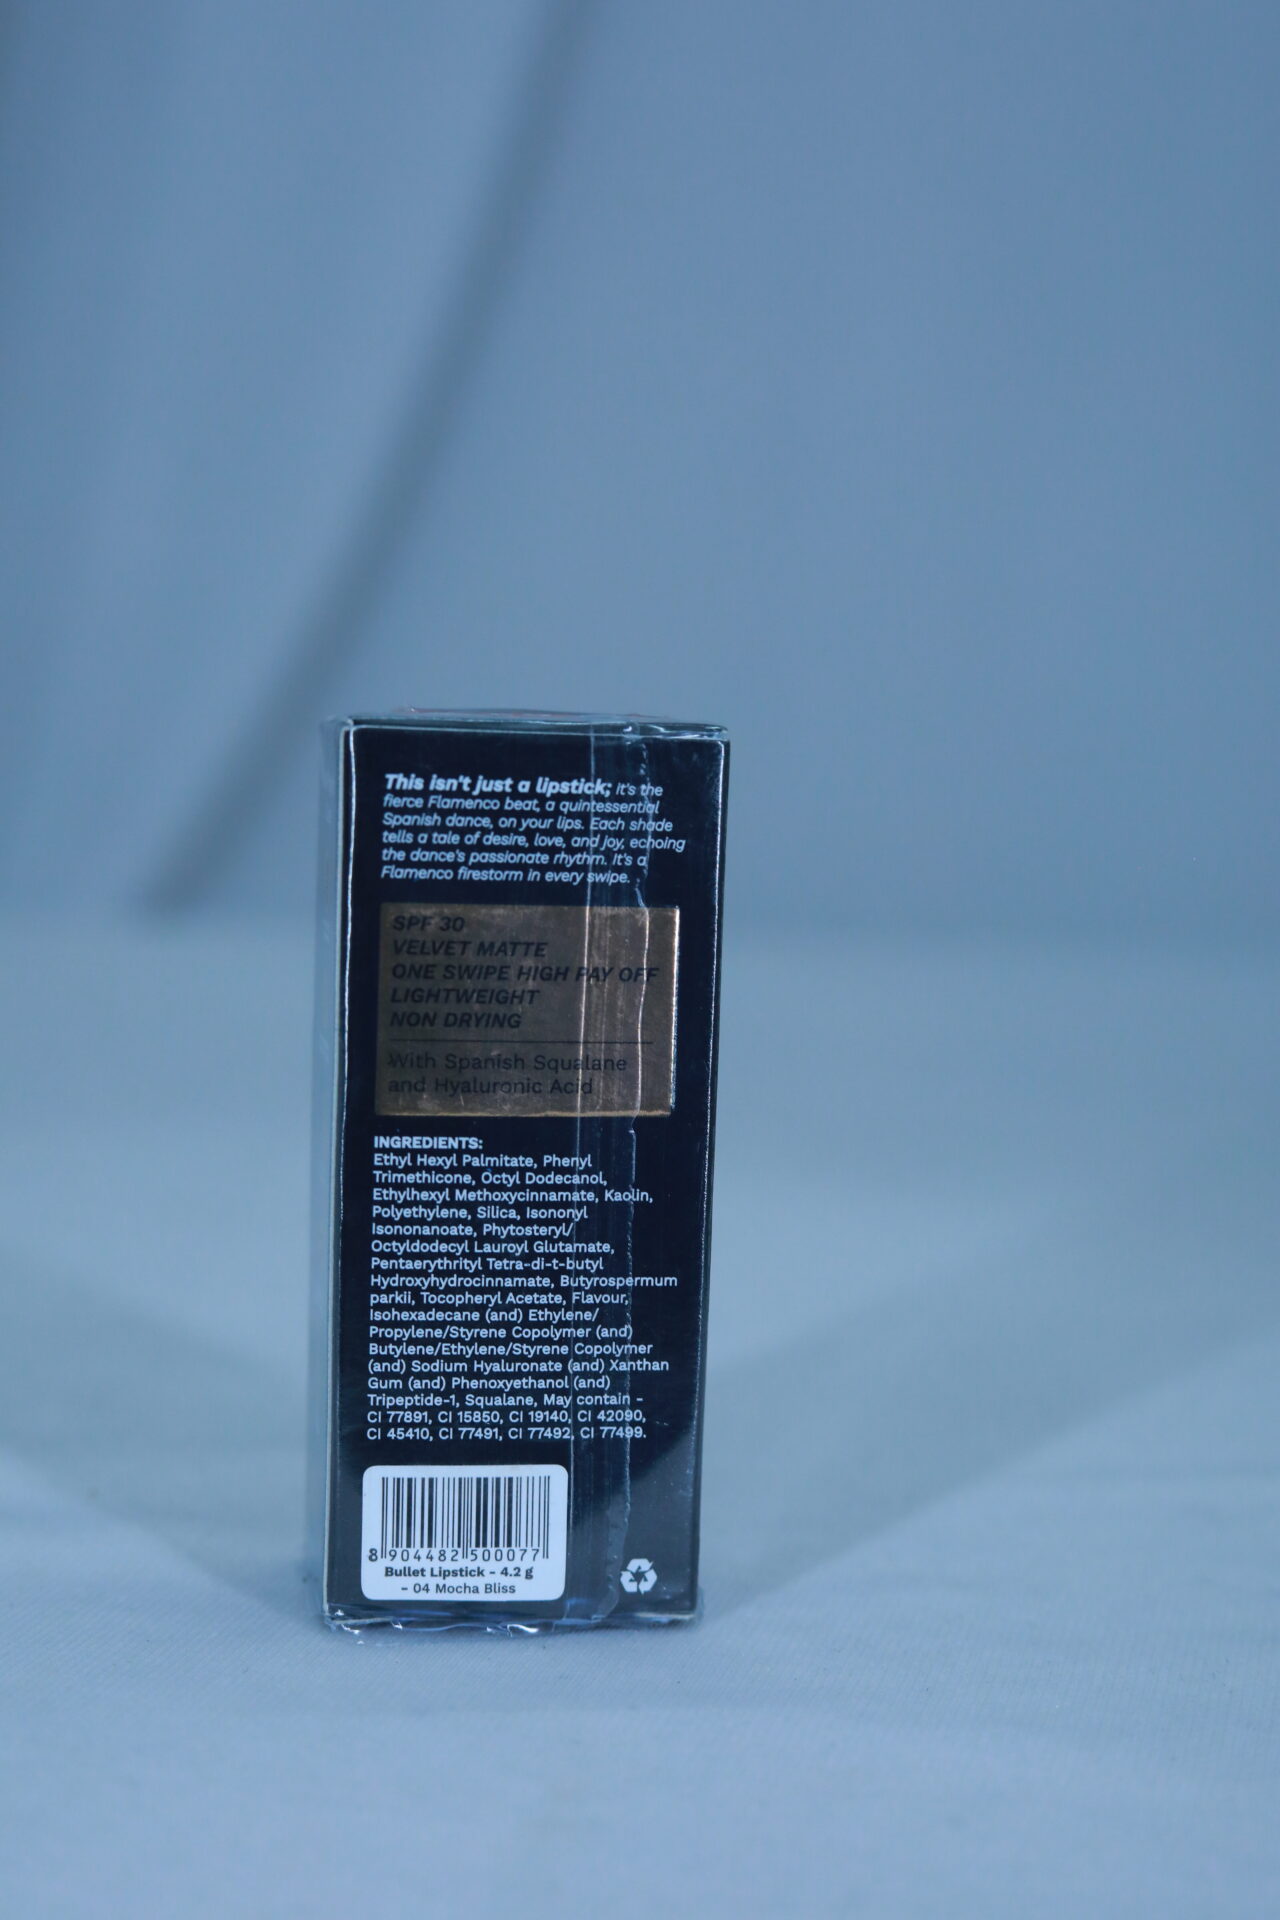 This isn't just a lipstick; It's the
fierce Flamenco beat, a quintessential
Spanish dance, on your lips. Each shade
tells a tale of desire, love, and joy, echoing
the dance's passionate rhythm. It's a
Flamenco firestorm in every swipe.
SPF 30
VELVET MATTE
ONE SWIPE HIGH PAY OFF
LIGHTWEIGHT
NON DRYING
With Spanish Squalane
and Hyaluronic Acid
INGREDIENTS:
Ethyl Hexyl Palmitate, Phenyl
Trimethicone, Octyl Dodecanol,
Ethylhexyl Methoxycinnamate, Kaolin,
Polyethylene, Silica, Isononyl
Isononanoate, Phytosteryl/
Octyldodecyl Lauroyl Glutamate,
Pentaerythrityl Tetra-di-t-butyl
Hydroxyhydrocinnamate, Butyrospermum
parkii, Tocopheryl Acetate, Flavour,
Isohexadecane (and) Ethylene/
Propylene/Styrene Copolymer (and)
Butylene/Ethylene/Styrene Copolymer
(and) Sodium Hyaluronate (and) Xanthan
Gum (and) Phenoxyethanol (and)
Tripeptide-1, Squalane, May contain -
CI 77891, CI 15850, CI 19140, CI 42090,
CI 45410, CI 77491, CI 77492, CI 77499.
8 904482 500077
Bullet Lipstick - 4.2 g
- 04 Mocha Bliss